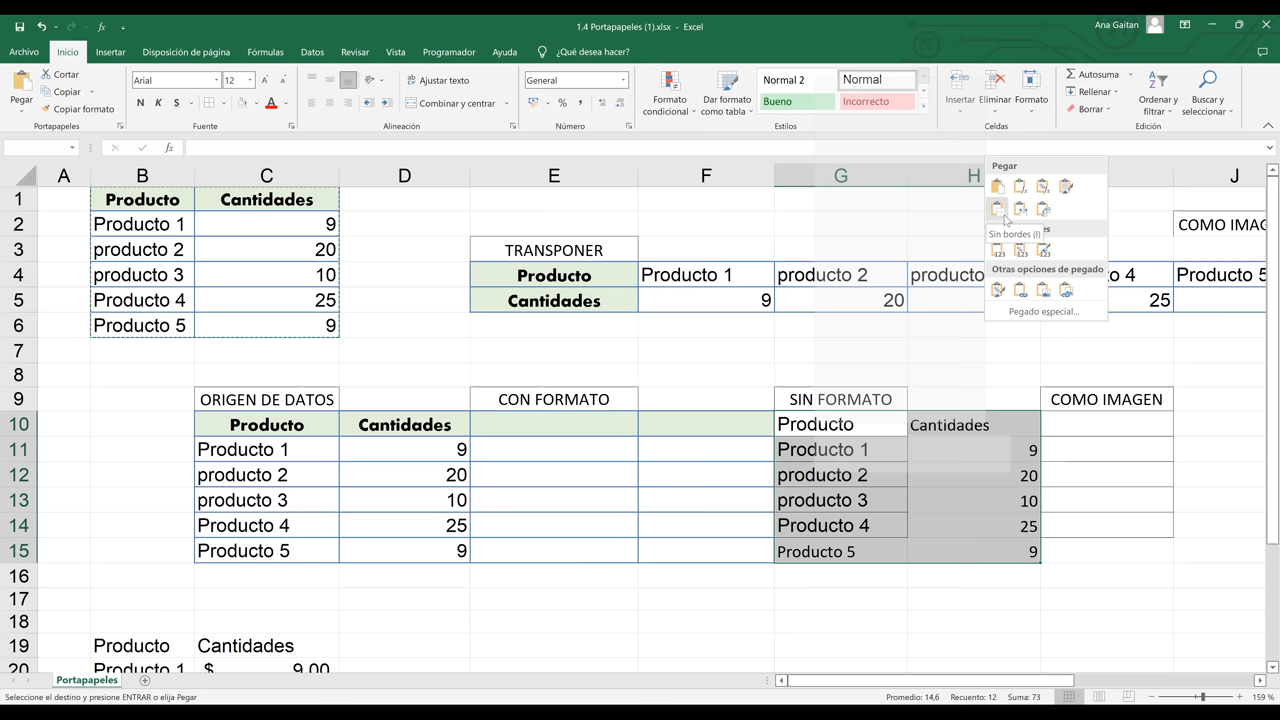 1.4 Portapapeles (1).xlsx - Excel
Ana Gaitan
Archivo Inicio Insertar Disposición de página Fórmulas Datos Revisar Vista Programador Ayuda ¿Qué desea hacer?
Pegar
Cortar
Copiar
Copiar formato
Portapapeles
Arial 12
N K S
Fuente
Ajustar texto
Combinar y centrar
Alineación
General
Número
Formato condicional
Dar formato como tabla
Normal 2 Normal
Bueno Incorrecto
Estilos
Insertar Eliminar Formato
Celdas
Autosuma
Rellenar
Borrar
Ordenar y filtrar
Buscar y seleccionar
Edición
fx
A B C D E F G H J
1 Producto Cantidades
2 Producto 1 9 COMO IMAG
3 producto 2 20 TRANSPONER
4 producto 3 10 Producto Producto 1 producto 2 producto 4 Producto 5
5 Producto 4 25 Cantidades 9 20 25
6 Producto 5 9
7
8
9 ORIGEN DE DATOS CON FORMATO SIN FORMATO COMO IMAGEN
10 Producto Cantidades Producto Cantidades
11 Producto 1 9 Producto 1 9
12 producto 2 20 producto 2 20
13 producto 3 10 producto 3 10
14 Producto 4 25 Producto 4 25
15 Producto 5 9 Producto 5 9
16
17
18
19 Producto Cantidades
20 Producto 1 $ 9.00
Pegar
Sin bordes (I)
Otras opciones de pegado
Pegado especial...
Portapapeles
Seleccione el destino y presione ENTRAR o elija Pegar
Promedio: 14,6 Recuento: 12 Suma: 73 159 %